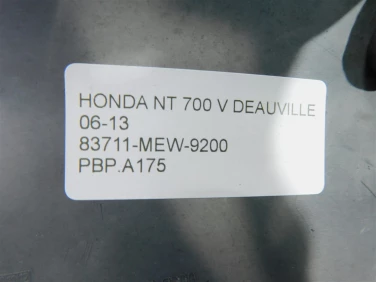 HONDA NT 700 V DEAUVILLE
06-13
83711-MEW-9200
PBP.A175